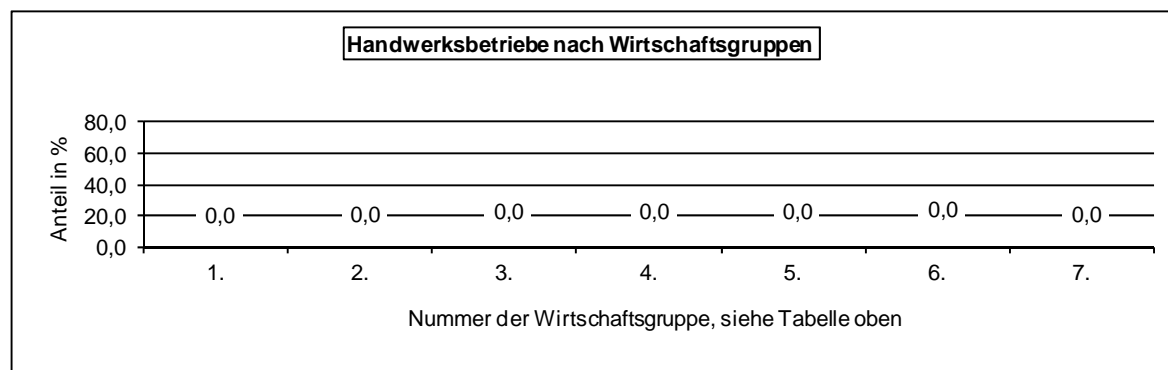 Handwerksbetriebe nach Wirtschaftsgruppen
Anteil in %
80,0
60,0
40,0
20,0
0,0
0,0 0,0 0,0 0,0 0,0 0,0 0,0
1. 2. 3. 4. 5. 6. 7.
Nummer der Wirtschaftsgruppe, siehe Tabelle oben